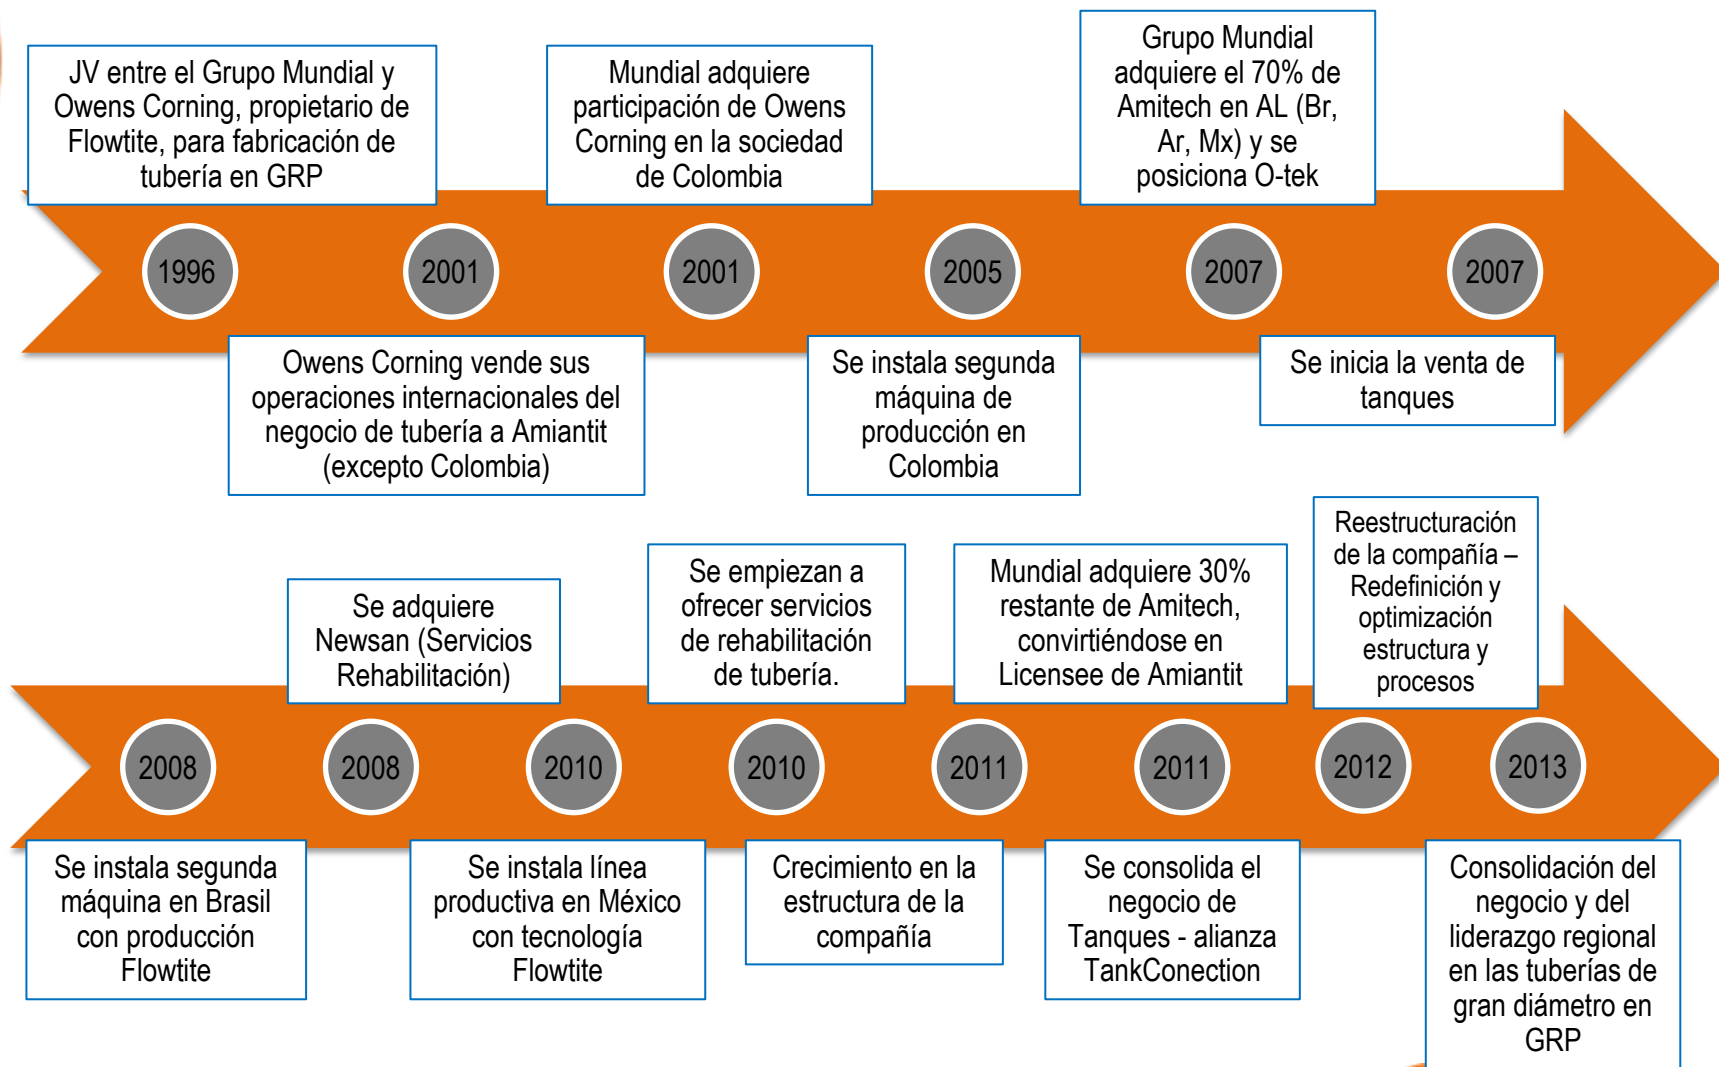 JV entre el Grupo Mundial y
Owens Corning, propietario de
Flowtite, para fabricación de
tubería en GRP
Mundial adquiere
participación de Owens
Corning en la sociedad
de Colombia
Grupo Mundial
adquiere el 70% de
Amitech en AL (Br,
Ar, Mx) y se
posiciona O-tek
1996
2001
2001
2005
2007
2007
Owens Corning vende sus
operaciones internacionales del
negocio de tubería a Amiantit
(excepto Colombia)
Se instala segunda
máquina de
producción en
Colombia
Se inicia la venta de
tanques
Se adquiere
Newsan (Servicios
Rehabilitación)
Se empiezan a
ofrecer servicios
de rehabilitación
de tubería.
Mundial adquiere 30%
restante de Amitech,
convirtiéndose en
Licensee de Amiantit
Reestructuración
de la compañía –
Redefinición y
optimización
estructura y
procesos
2008
2008
2010
2010
2011
2011
2012
2013
Se instala segunda
máquina en Brasil
con producción
Flowtite
Se instala línea
productiva en México
con tecnología
Flowtite
Crecimiento en la
estructura de la
compañía
Se consolida el
negocio de
Tanques - alianza
TankConection
Consolidación del
negocio y del
liderazgo regional
en las tuberías de
gran diámetro en
GRP